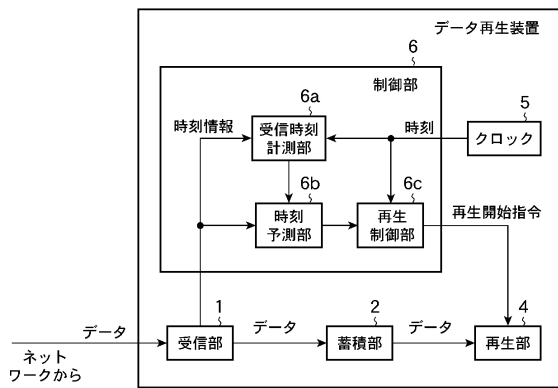 データ再生装置
6
制御部
6a
5
時刻情報
受信時刻
計測部
時刻
クロック
6b
6c
時刻
予測部
再生
制御部
再生開始指令
1
2
4
データ
受信部
データ
蓄積部
データ
再生部
ネット
ワークから